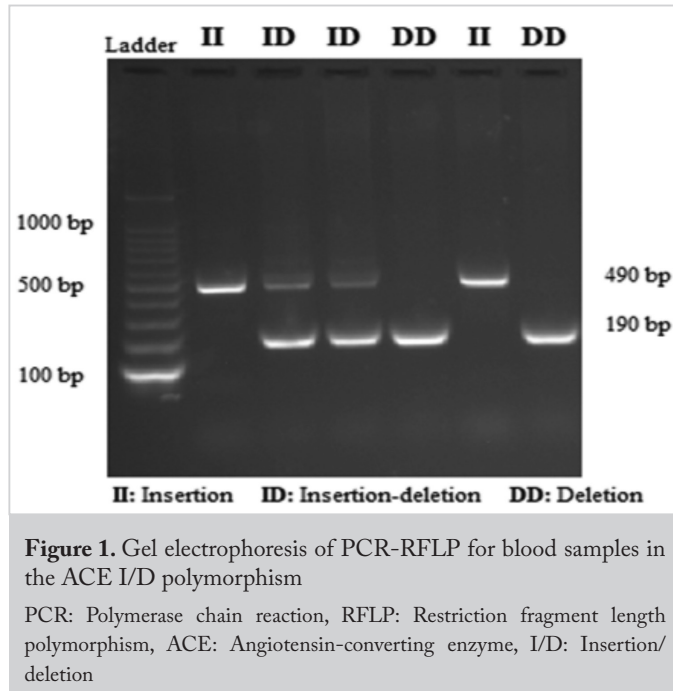 Ladder II ID ID DD II DD
1000 bp
500 bp
490 bp
190 bp
100 bp
II: Insertion ID: Insertion-deletion DD: Deletion
Figure 1. Gel electrophoresis of PCR-RFLP for blood samples in
the ACE I/D polymorphism
PCR: Polymerase chain reaction, RFLP: Restriction fragment length
polymorphism, ACE: Angiotensin-converting enzyme, I/D: Insertion/
deletion